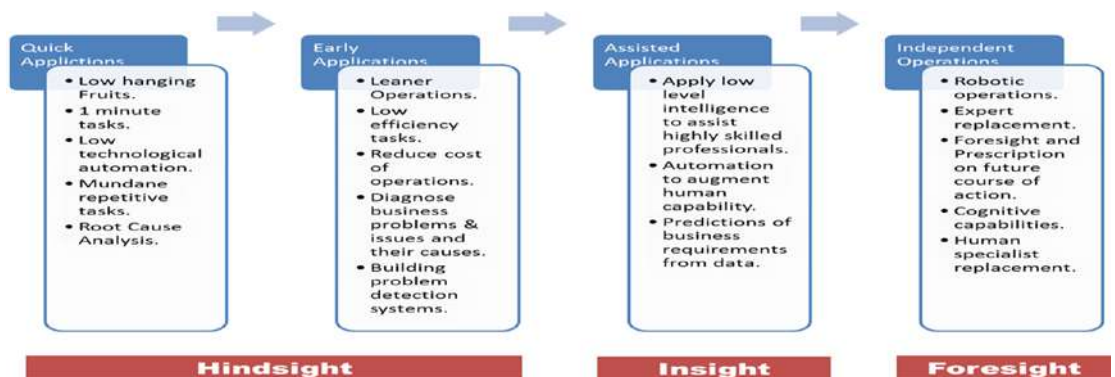 Quick
Applictions
• Low hanging
Fruits.
• 1 minute
tasks.
• Low
technological
automation.
• Mundane
repetitive
tasks.
• Root Cause
Analysis.
Early
Applications
• Leaner
Operations.
• Low
efficiency
tasks.
• Reduce cost
of
operations.
• Diagnose
business
problems &
issues and
their causes.
• Building
problem
detection
systems.
Assisted
Applications
• Apply low
level
intelligence
to assist
highly skilled
professionals.
• Automation
to augment
human
capability.
• Predictions of
business
requirements
from data.
Independent
Operations
• Robotic
operations.
• Expert
replacement.
• Foresight and
Prescription
on future
course of
action.
• Cognitive
capabilities.
• Human
specialist
replacement.
Hindsight
Insight
Foresight